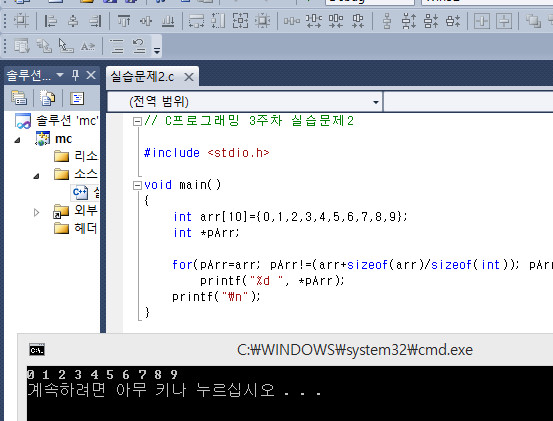 Debug
솔루션...
실습문제2.c
(전역 범위)
솔루션 'mc'
mc
리소
소스
외부
헤더
// C프로그래밍 3주차 실습문제2
#include <stdio.h>
void main()
{
int arr[10]={0,1,2,3,4,5,6,7,8,9};
int *pArr;
for(pArr=arr; pArr!=(arr+sizeof(arr)/sizeof(int)); pArr
printf("%d ", *pArr);
printf("₩n");
}
C:₩WINDOWS₩system32₩cmd.exe
0 1 2 3 4 5 6 7 8 9
계속하려면 아무 키나 누르십시오 . . .